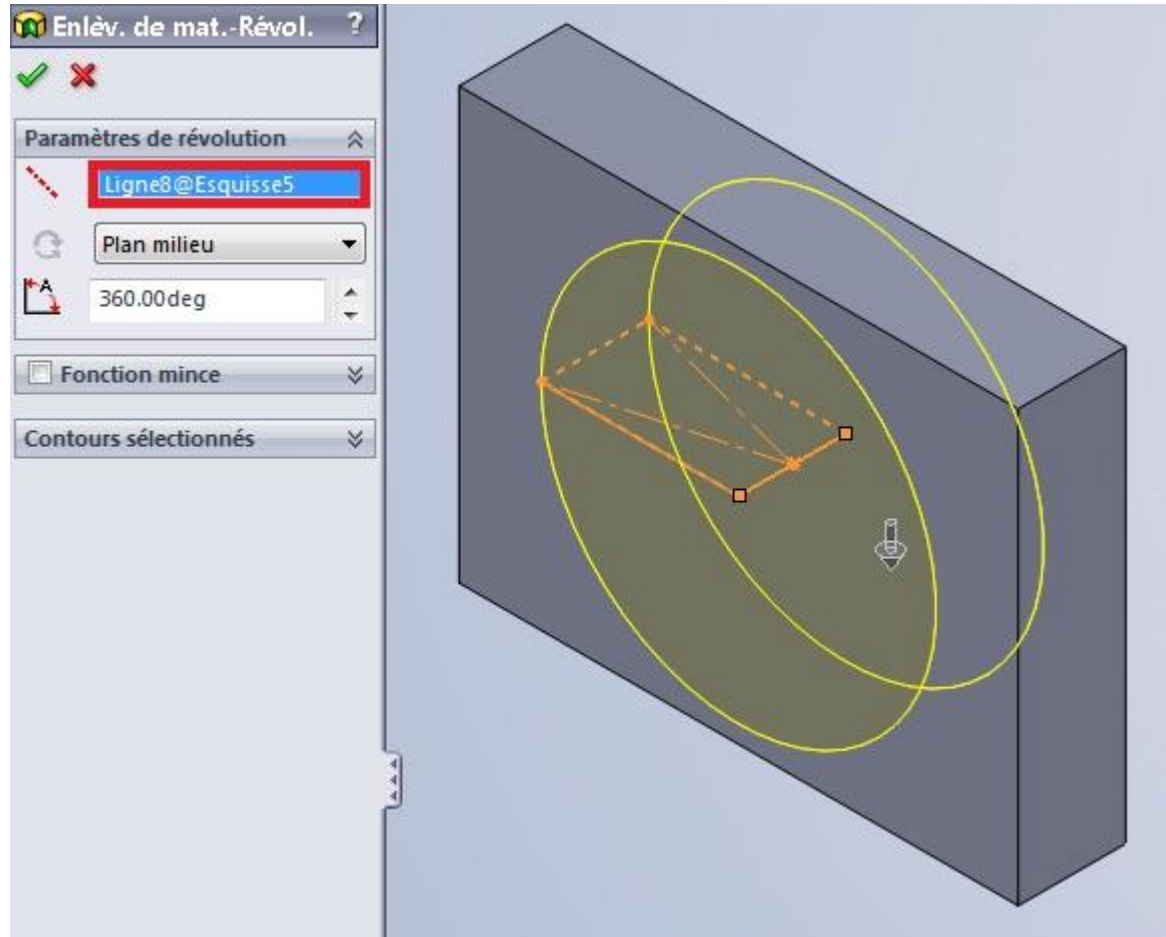 Enlèv. de mat.-Révol. ?
Paramètres de révolution
Ligne8@Esquisse5
Plan milieu
A
360.00deg
Fonction mince
Contours sélectionnés